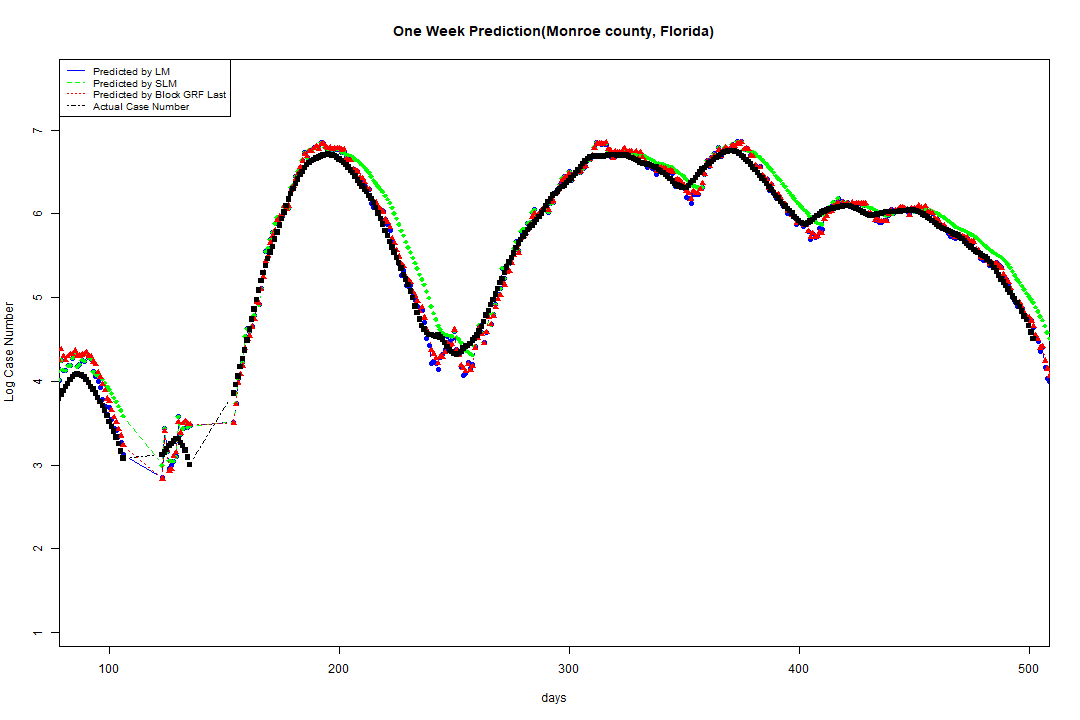 One Week Prediction(Monroe county, Florida)
Predicted by LM
Predicted by SLM
Predicted by Block GRF Last
Actual Case Number
7
6
5
4
3
2
1
Log Case Number
100 200 300 400 500
days